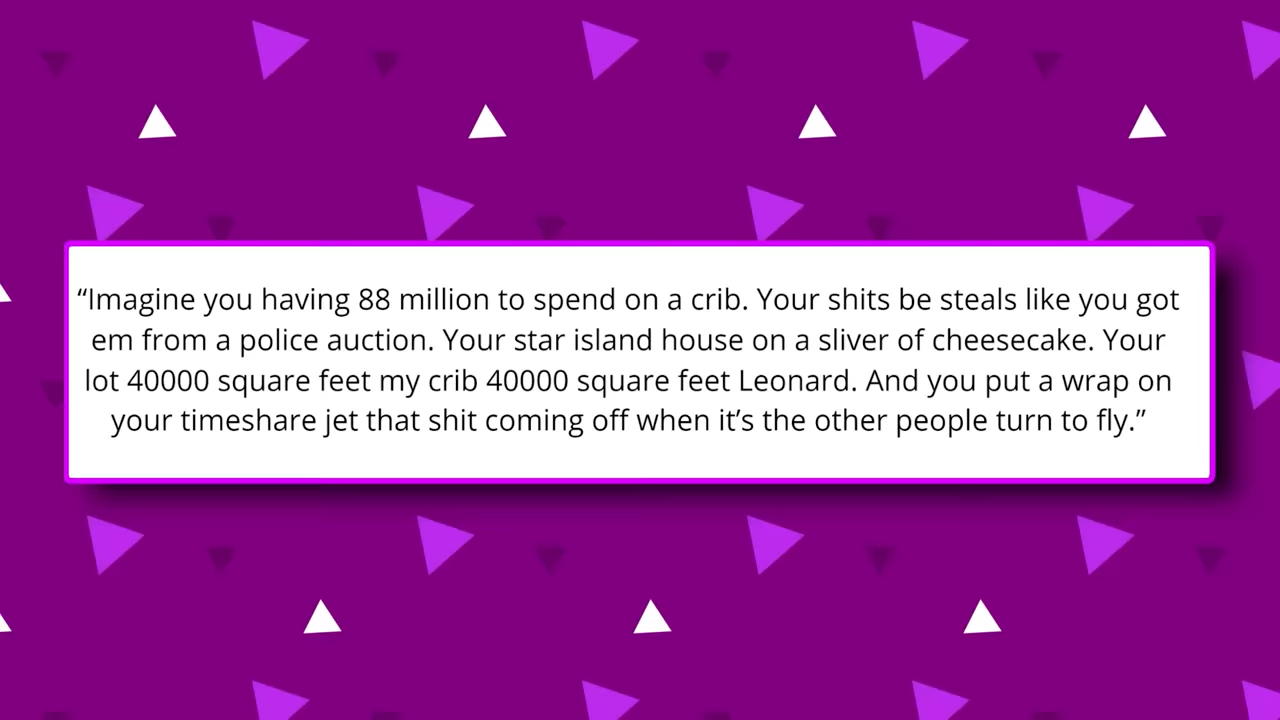 “Imagine you having 88 million to spend on a crib. Your shits be steals like you got
em from a police auction. Your star island house on a sliver of cheesecake. Your
lot 40000 square feet my crib 40000 square feet Leonard. And you put a wrap on
your timeshare jet that shit coming off when it’s the other people turn to fly.”